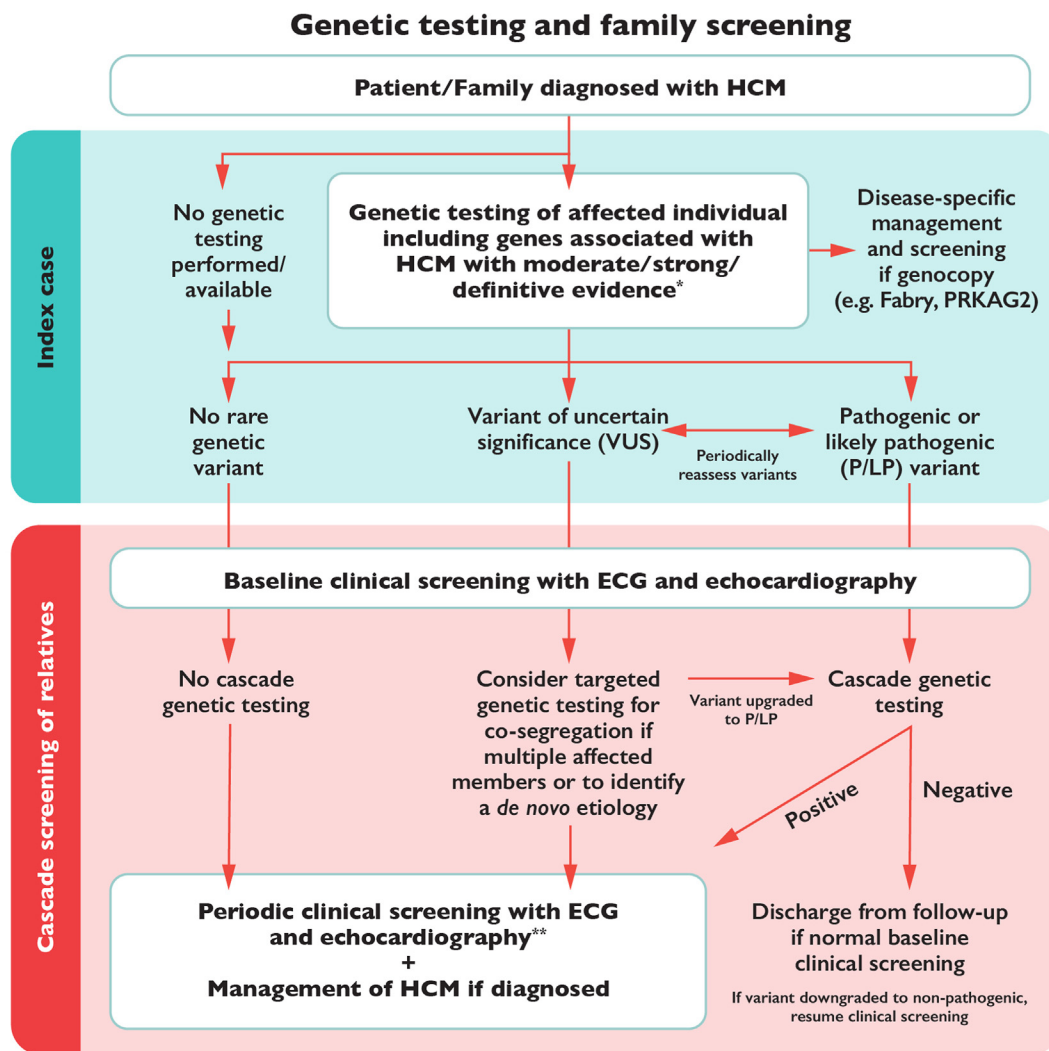 Genetic testing and family screening
Patient/Family diagnosed with HCM
Index case
No genetic
testing
performed/
available
Genetic testing of affected individual
including genes associated with
HCM with moderate/strong/
definitive evidence*
Disease-specific
management
and screening
if genocopy
(e.g. Fabry, PRKAG2)
No rare
genetic
variant
Variant of uncertain
significance (VUS)
Periodically
reassess variants
Pathogenic or
likely pathogenic
(P/LP) variant
Cascade screening of relatives
Baseline clinical screening with ECG and echocardiography
No cascade
genetic testing
Consider targeted
genetic testing for
co-segregation if
multiple affected
members or to identify
a de novo etiology
Variant upgraded
to P/LP
Cascade genetic
testing
Positive
Negative
Periodic clinical screening with ECG
and echocardiography**
+
Management of HCM if diagnosed
Discharge from follow-up
if normal baseline
clinical screening
If variant downgraded to non-pathogenic,
resume clinical screening